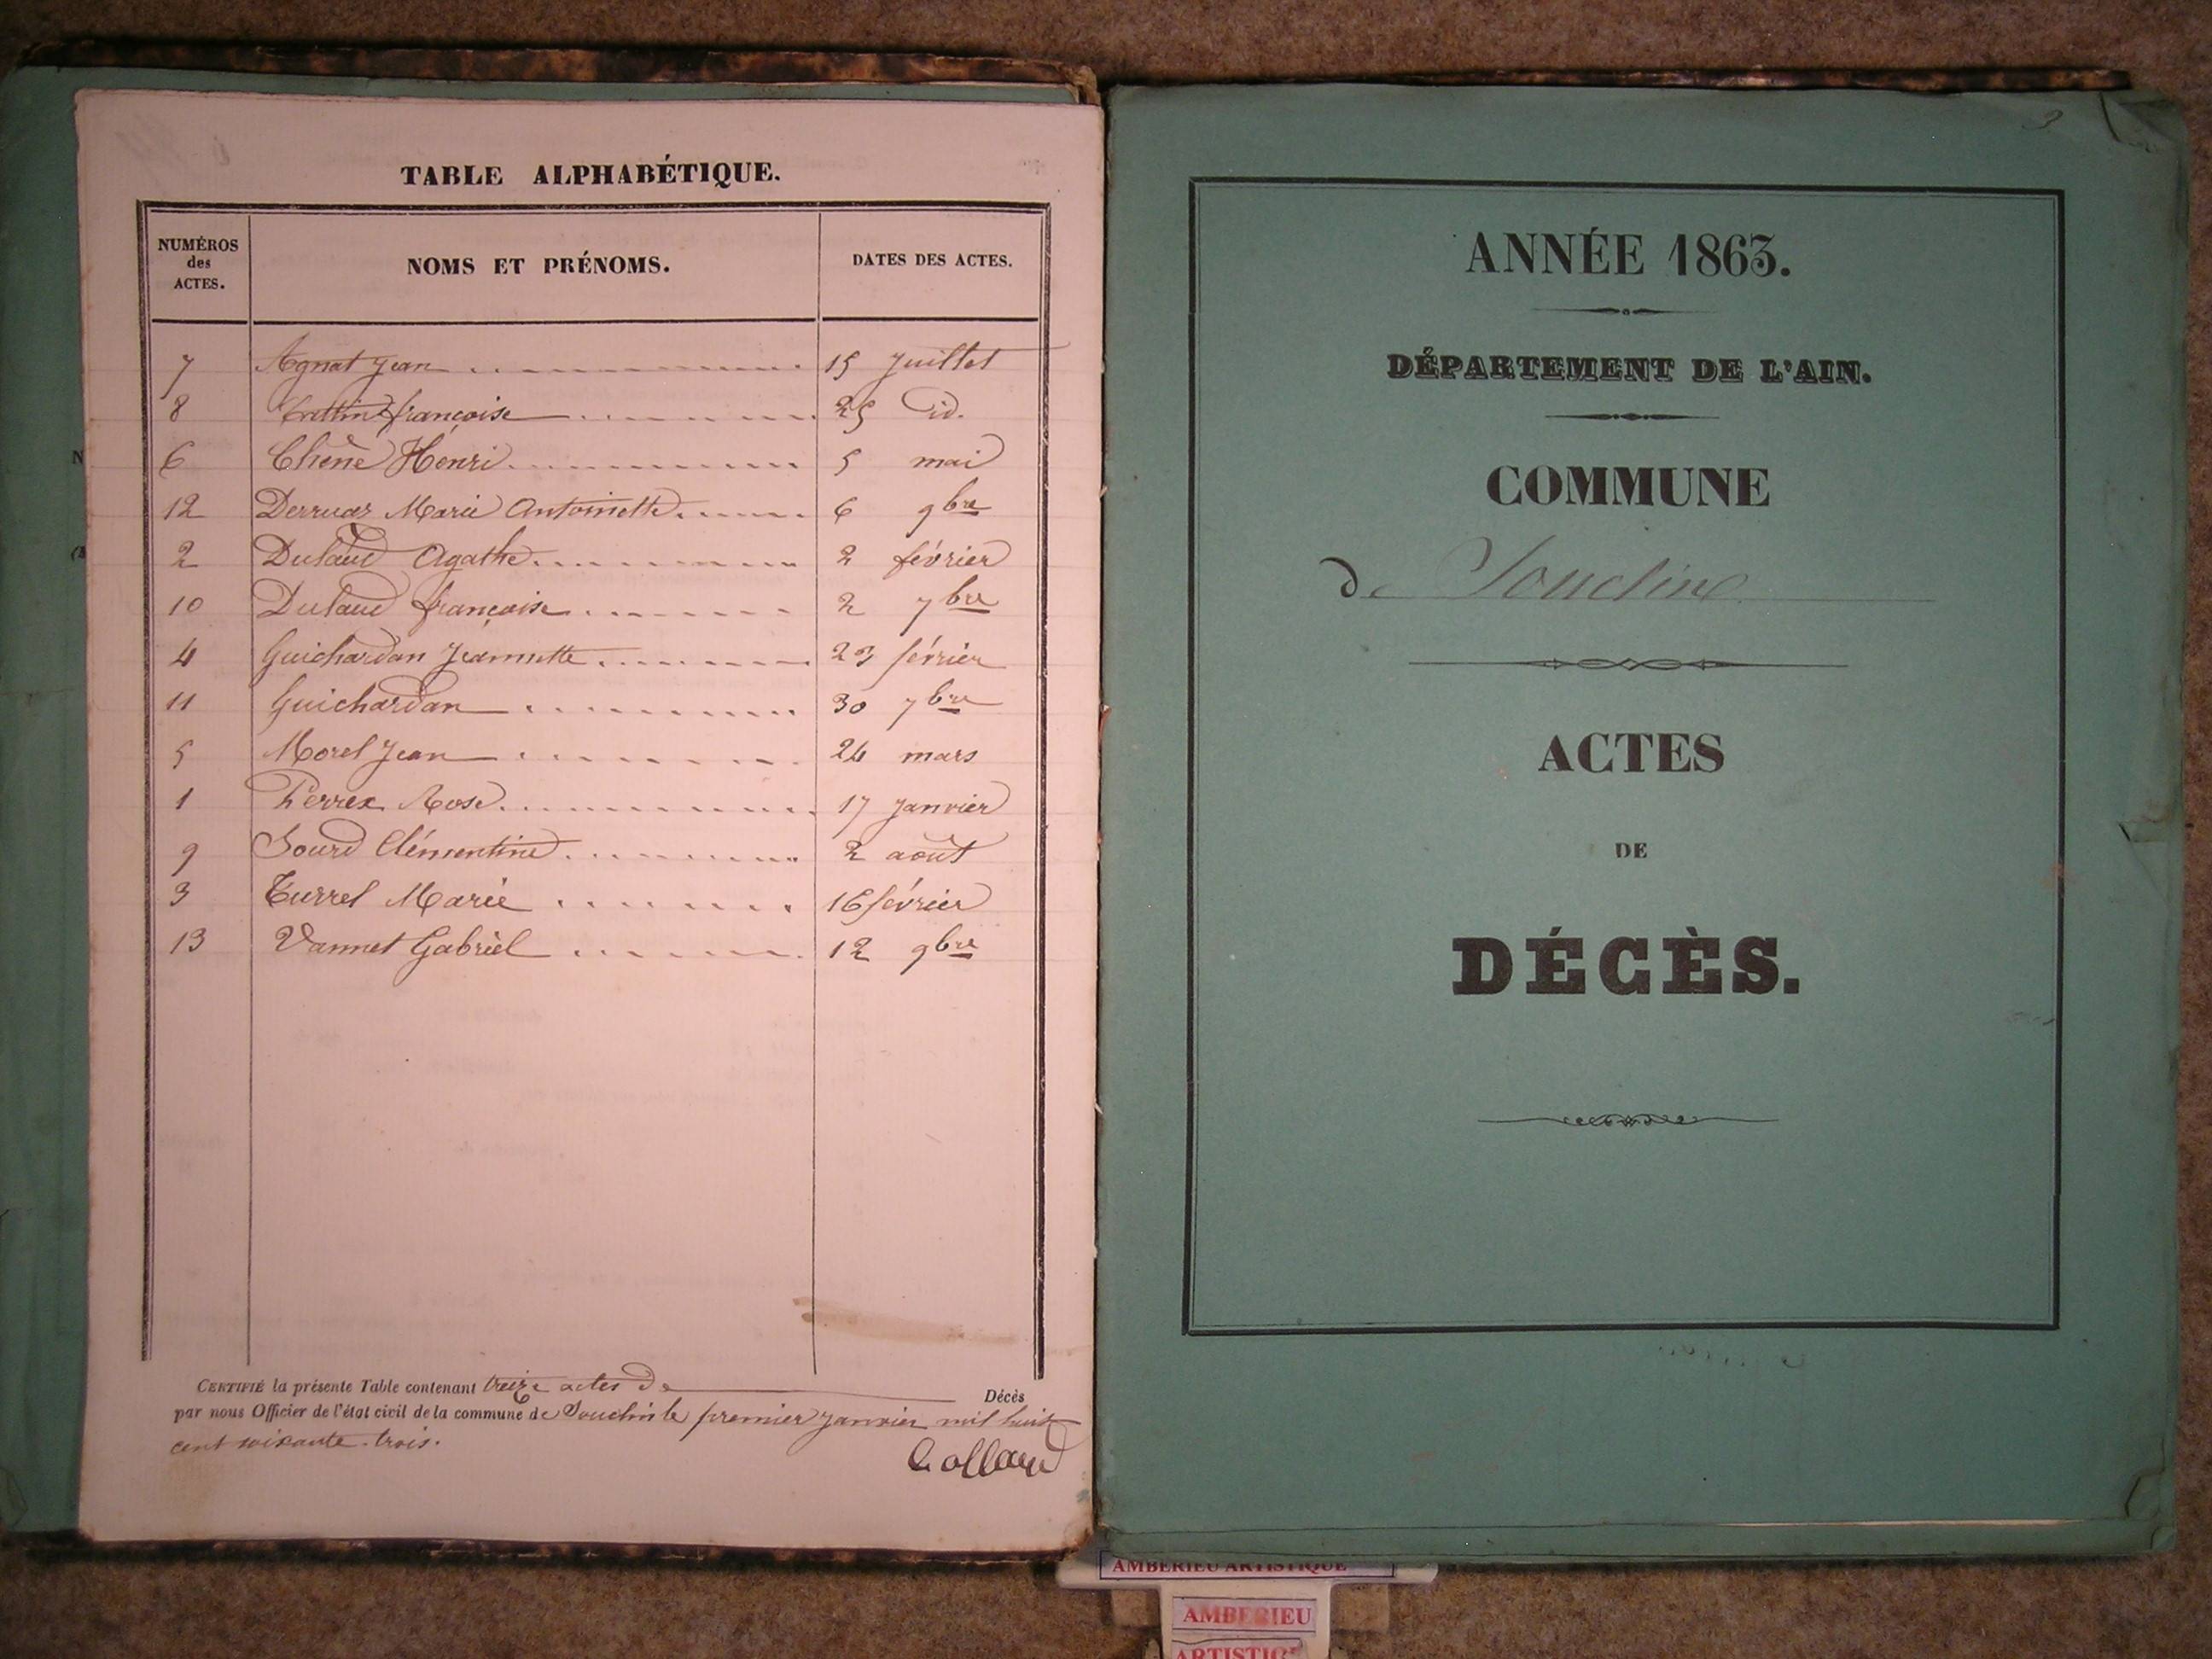 TABLE ALPHABÉTIQUE.
NUMÉROS des ACTES. NOMS ET PRÉNOMS. DATES DES ACTES.
7 Agnat Jean 15 Juillet
8 françoise 25 id.
6 Chêne Henri 5 mai
12 Derruaz Marie Antoinette 6 9bre
2 Dulaud Agathe 2 février
10 Dulaud françoise 2 7bre
4 Guichardan Jeannette 23 février
11 Guichardan 30 7bre
5 Morel Jean 24 mars
1 Perrex Rose 17 Janvier
9 Sourd Clémentine 2 août
3 Turrel Marie 16 février
13 Vannet Gabriel 12 9bre
CERTIFIÉ la présente Table contenant treize actes de Décès
par nous Officier de l'état civil de la commune de Souclin le premier janvier mil huit
cent soixante-trois.
ANNÉE 1863.
DÉPARTEMENT DE L'AIN.
COMMUNE
de Souclin
ACTES
DE
DÉCÈS.
AMBERIEU ARTISTIQUE
AMBERIEU